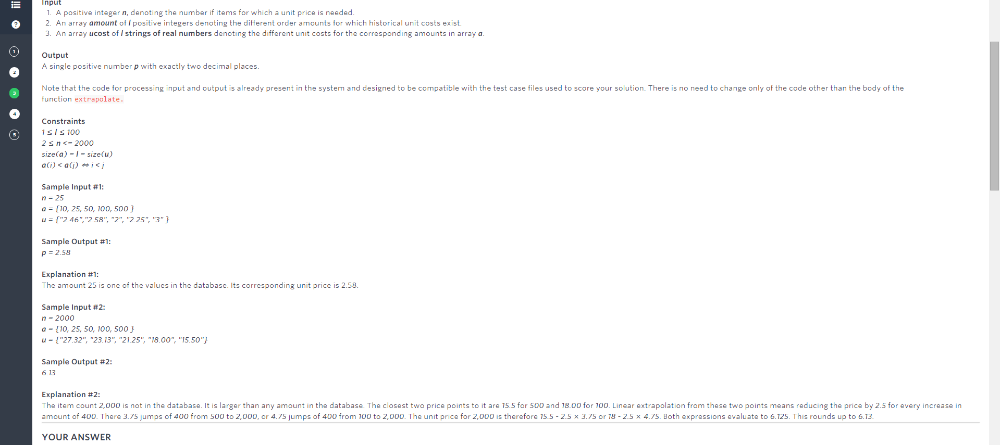 Input
1. A positive integer n, denoting the number if items for which a unit price is needed.
2. An array amount of l positive integers denoting the different order amounts for which historical unit costs exist.
3. An array ucost of l strings of real numbers denoting the different unit costs for the corresponding amounts in array a.
Output
A single positive number p with exactly two decimal places.
Note that the code for processing input and output is already present in the system and designed to be compatible with the test case files used to score your solution. There is no need to change only of the code other than the body of the
function extrapolate.
Constraints
1 ≤ l ≤ 100
2 ≤ n <= 2000
size(a) = l = size(u)
a(i) < a(j) ⇔ i < j
Sample Input #1:
n = 25
a = {10, 25, 50, 100, 500 }
u = {"2.46","2.58", "2", "2.25", "3" }
Sample Output #1:
p = 2.58
Explanation #1:
The amount 25 is one of the values in the database. Its corresponding unit price is 2.58.
Sample Input #2:
n = 2000
a = {10, 25, 50, 100, 500 }
u = {"27.32", "23.13", "21.25", "18.00", "15.50"}
Sample Output #2:
6.13
Explanation #2:
The item count 2,000 is not in the database. It is larger than any amount in the database. The closest two price points to it are 15.5 for 500 and 18.00 for 100. Linear extrapolation from these two points means reducing the price by 2.5 for every increase in
amount of 400. There 3.75 jumps of 400 from 500 to 2,000, or 4.75 jumps of 400 from 100 to 2,000. The unit price for 2,000 is therefore 15.5 - 2.5 × 3.75 or 18 - 2.5 × 4.75. Both expressions evaluate to 6.125. This rounds up to 6.13.
YOUR ANSWER
?
1
2
3
4
5